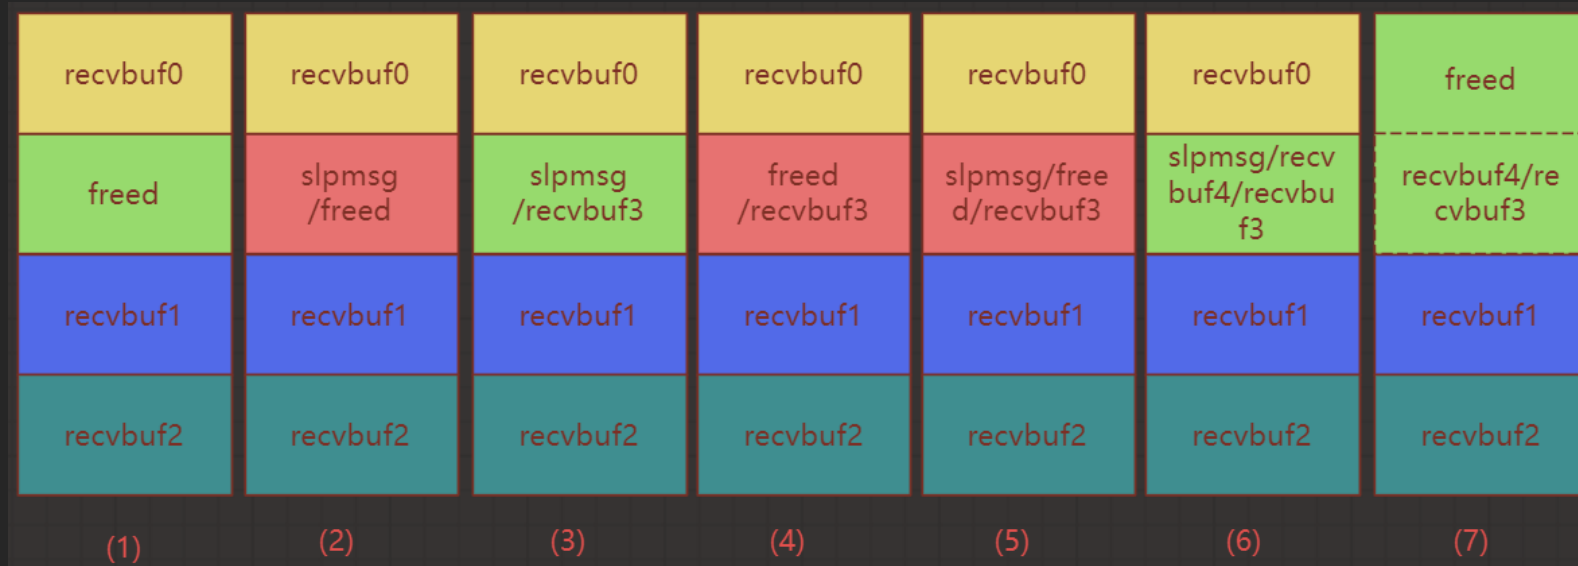 recvbuf0
recvbuf0
recvbuf0
recvbuf0
recvbuf0
recvbuf0
freed
freed
slpmsg
/freed
slpmsg
/recvbuf3
freed
/recvbuf3
slpmsg/free
d/recvbuf3
slpmsg/recv
buf4/recvbu
f3
recvbuf4/re
cvbuf3
recvbuf1
recvbuf1
recvbuf1
recvbuf1
recvbuf1
recvbuf1
recvbuf1
recvbuf2
recvbuf2
recvbuf2
recvbuf2
recvbuf2
recvbuf2
recvbuf2
(1)
(2)
(3)
(4)
(5)
(6)
(7)